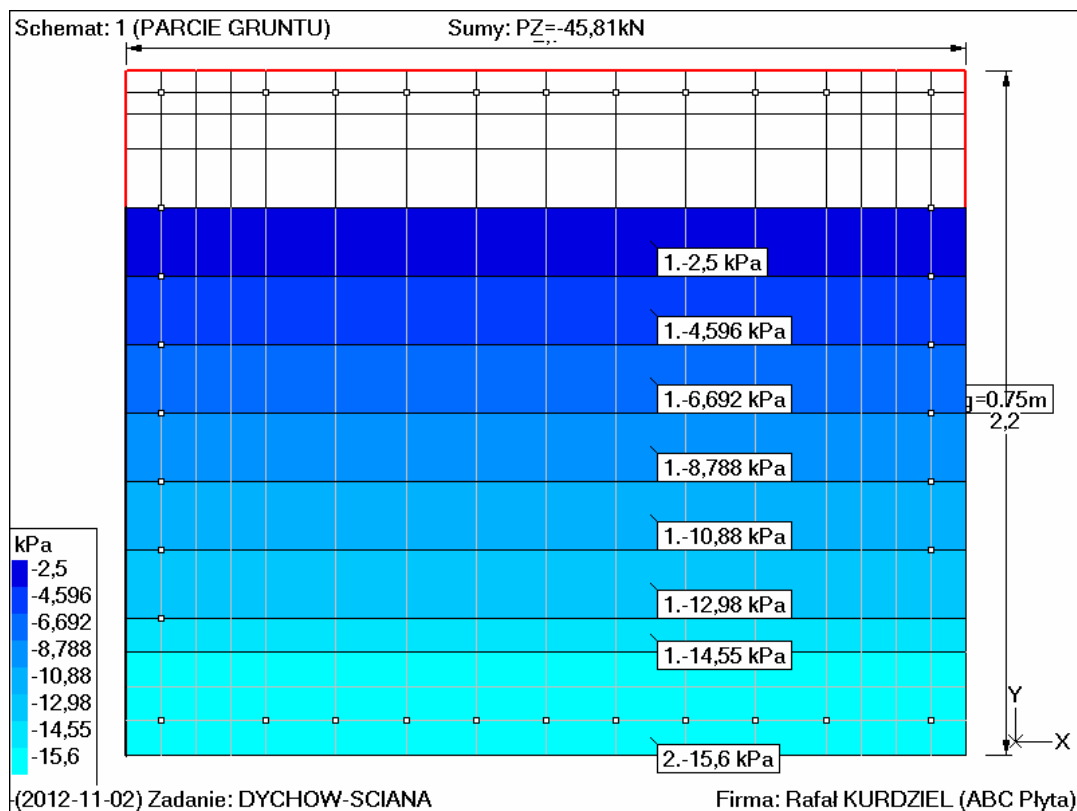 Schemat: 1 (PARCIE GRUNTU) Sumy: PZ=-45,81kN
1.-2,5 kPa
1.-4,596 kPa
1.-6,692 kPa
g=0.75m
2,2
1.-8,788 kPa
1.-10,88 kPa
1.-12,98 kPa
1.-14,55 kPa
2.-15,6 kPa
kPa
-2,5
-4,596
-6,692
-8,788
-10,88
-12,98
-14,55
-15,6
Y
X
(2012-11-02) Zadanie: DYCHOW-SCIANA Firma: Rafał KURDZIEL (ABC Płyta)